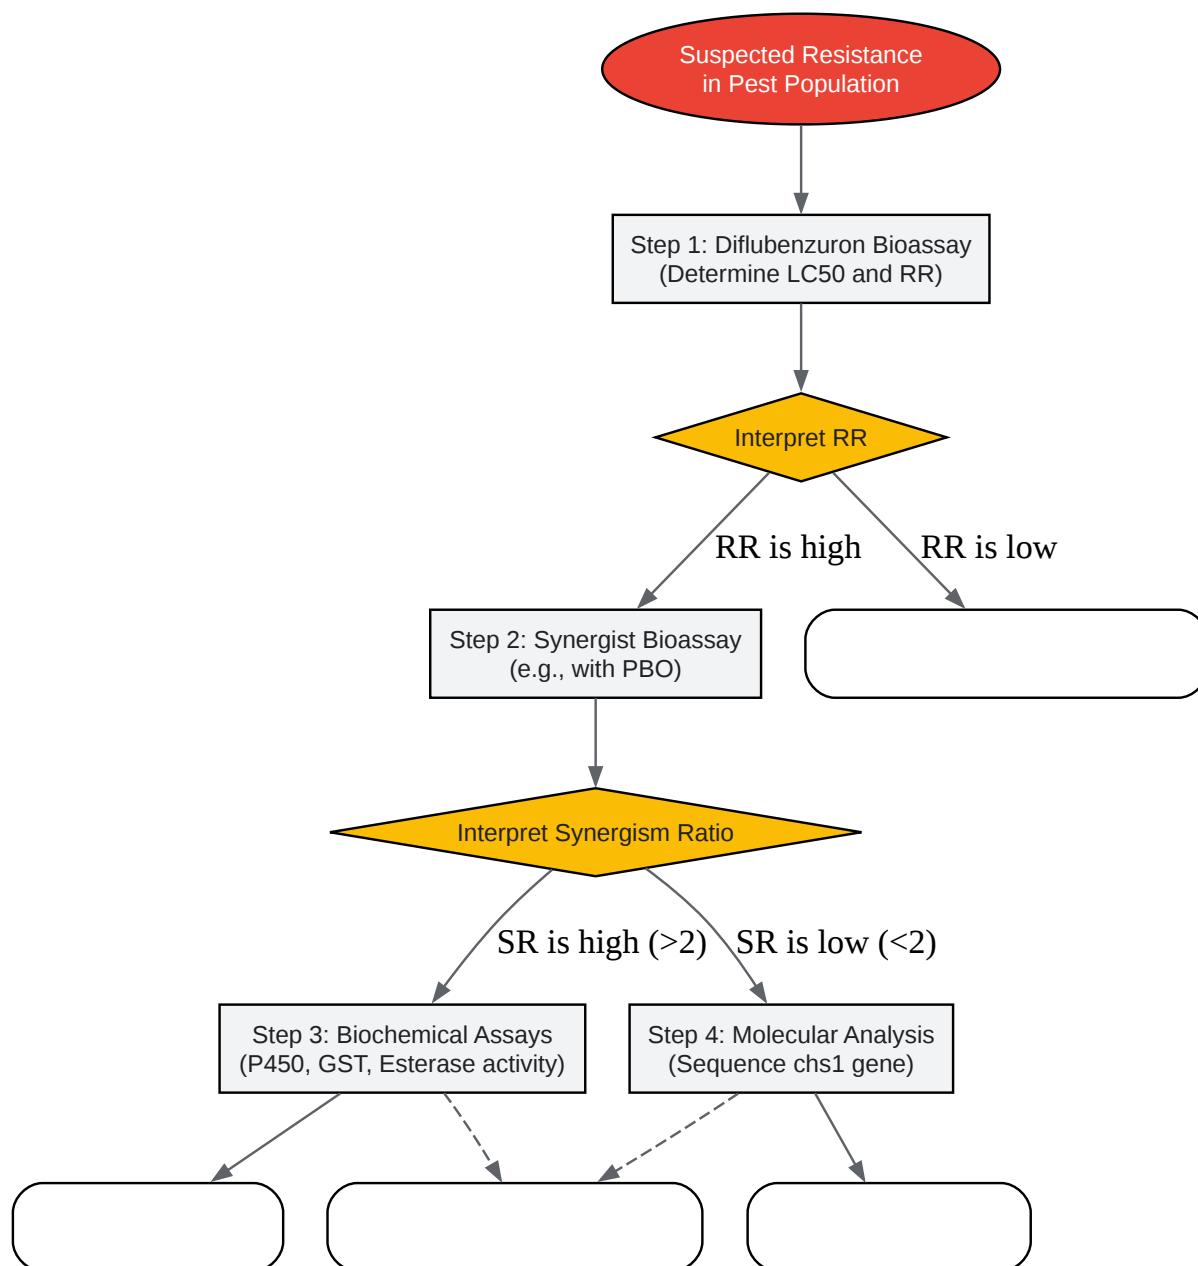 Suspected Resistance
in Pest Population
Step 1: Diflubenzuron Bioassay
(Determine LC50 and RR)
Interpret RR
RR is high
RR is low
Step 2: Synergist Bioassay
(e.g., with PBO)
Interpret Synergism Ratio
SR is high (>2)
SR is low (<2)
Step 3: Biochemical Assays
(P450, GST, Esterase activity)
Step 4: Molecular Analysis
(Sequence chs1 gene)